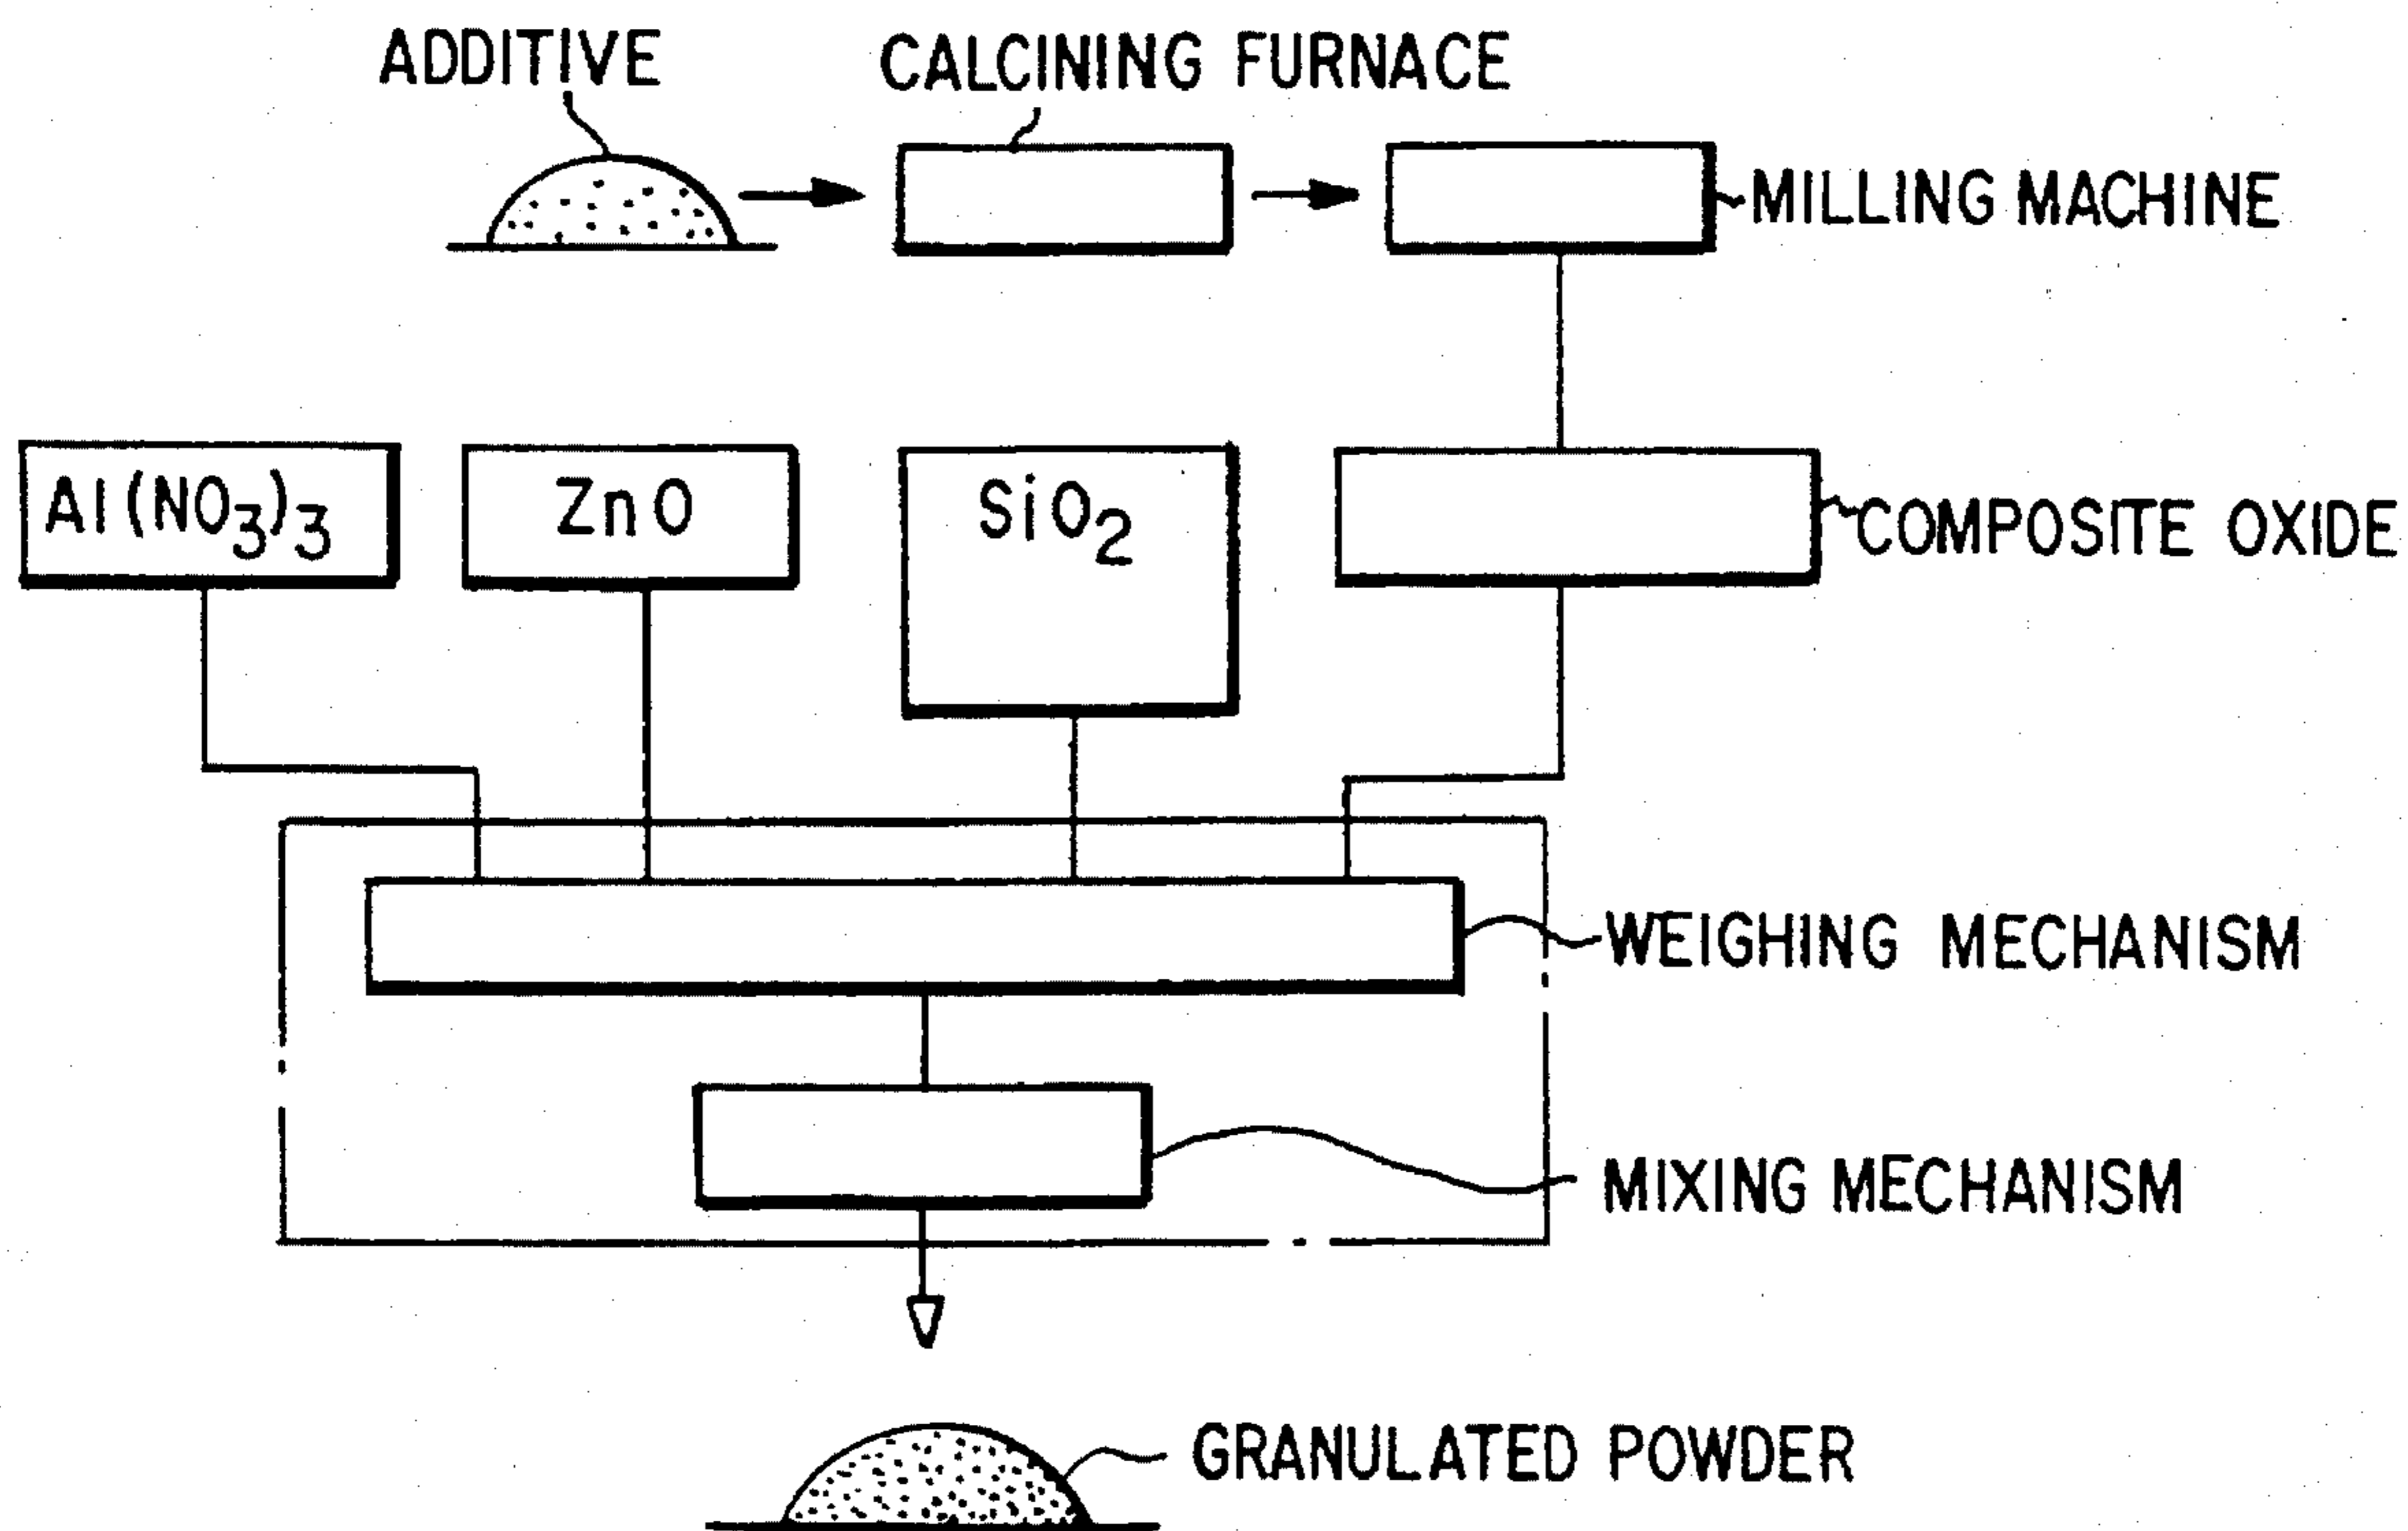 ADDITIVE
CALCINING FURNACE
MILLING MACHINE
Al(NO3)3
ZnO
SiO2
COMPOSITE OXIDE
WEIGHING MECHANISM
MIXING MECHANISM
GRANULATED POWDER